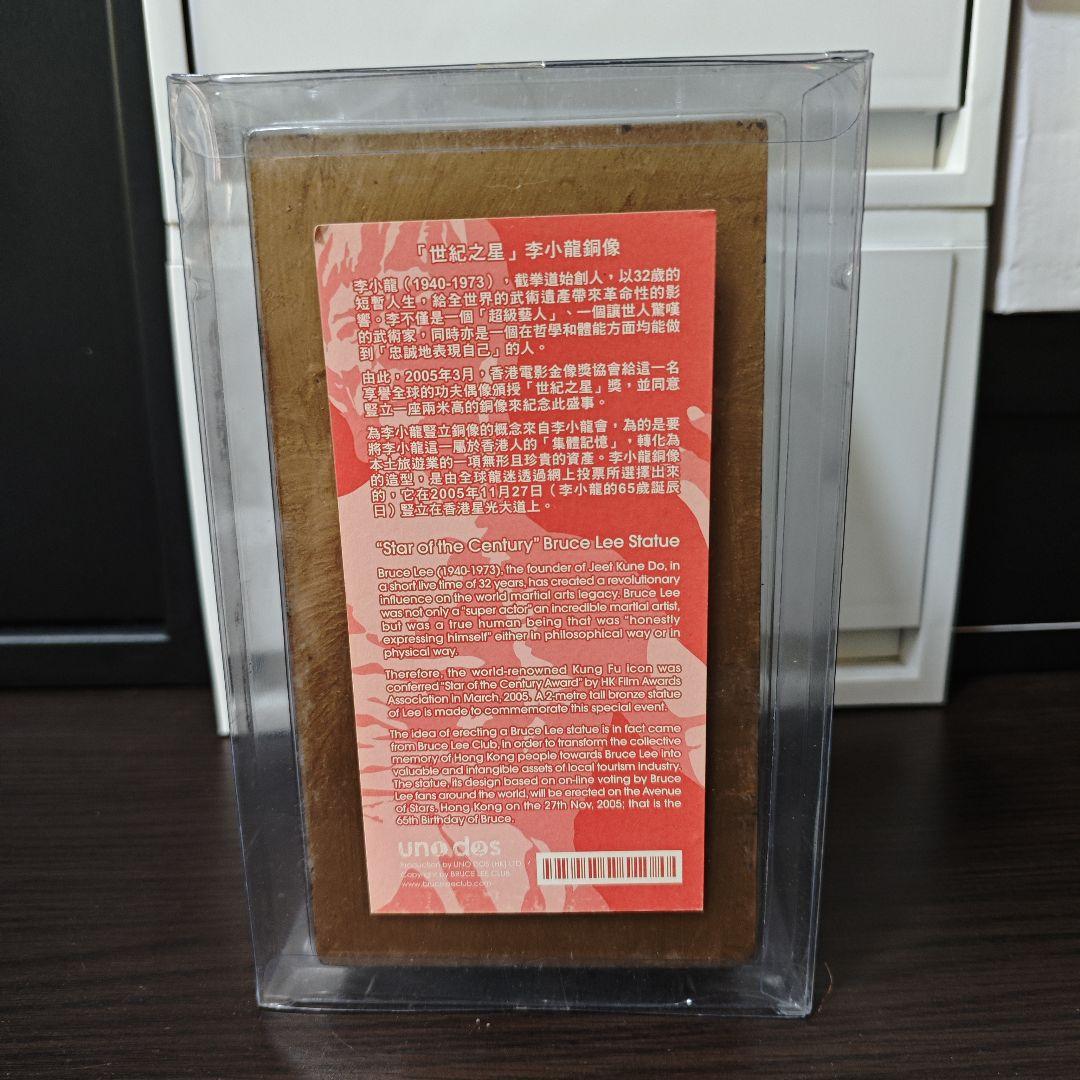 「世紀之星」李小龍銅像
李小龍(1940-1973),截拳道始創人,以32歲的
短暫人生,給全世界的武術遺產帶來革命性的影
響。李不僅是一個「超級藝人」、一個讓世人驚嘆
的武術家,同時亦是一個在哲學和體能方面均能做
到「忠誠地表現自己」的人。
由此,2005年3月,香港電影金像獎協會給這一名
享譽全球的功夫偶像頒授「世紀之星」獎,並同意
豎立一座兩米高的銅像來紀念此盛事。
為李小龍豎立銅像的概念來自李小龍會,為的是要
將李小龍這一屬於香港人的「集體記憶」,轉化為
本土旅遊業的一項無形且珍貴的資產。李小龍銅像
的造型,是由全球龍迷透過網上投票所選擇出來
的,它在2005年11月27日(李小龍的65歲誕辰
日)豎立在香港星光大道上。
“Star of the Century” Bruce Lee Statue
Bruce Lee (1940-1973), the founder of Jeet Kune Do, in
a short live time of 32 years, has created a revolutionary
influence on the world martial arts legacy. Bruce Lee
was not only a “super actor” an incredible martial artist,
but was a true human being that was “honestly
expressing himself” either in philosophical way or in
physical way.
Therefore, the world-renowned Kung Fu icon was
conferred “Star of the Century Award” by HK Film Awards
Association in March, 2005. A 2-metre tall bronze statue
of Lee is made to commemorate this special event.
The idea of erecting a Bruce Lee statue is in fact came
from Bruce Lee Club, in order to transform the collective
memory of Hong Kong people towards Bruce Lee into
valuable and intangible assets of local tourism industry.
The statue, its design based on on-line voting by Bruce
Lee fans around the world, will be erected on the Avenue
of Stars, Hong Kong on the 27th Nov, 2005; that is the
65th Birthday of Bruce.
uno dos
Production by UNO DOS (HK) LTD.
Copyright by BRUCE LEE CLUB
www.bruceleeclub.com